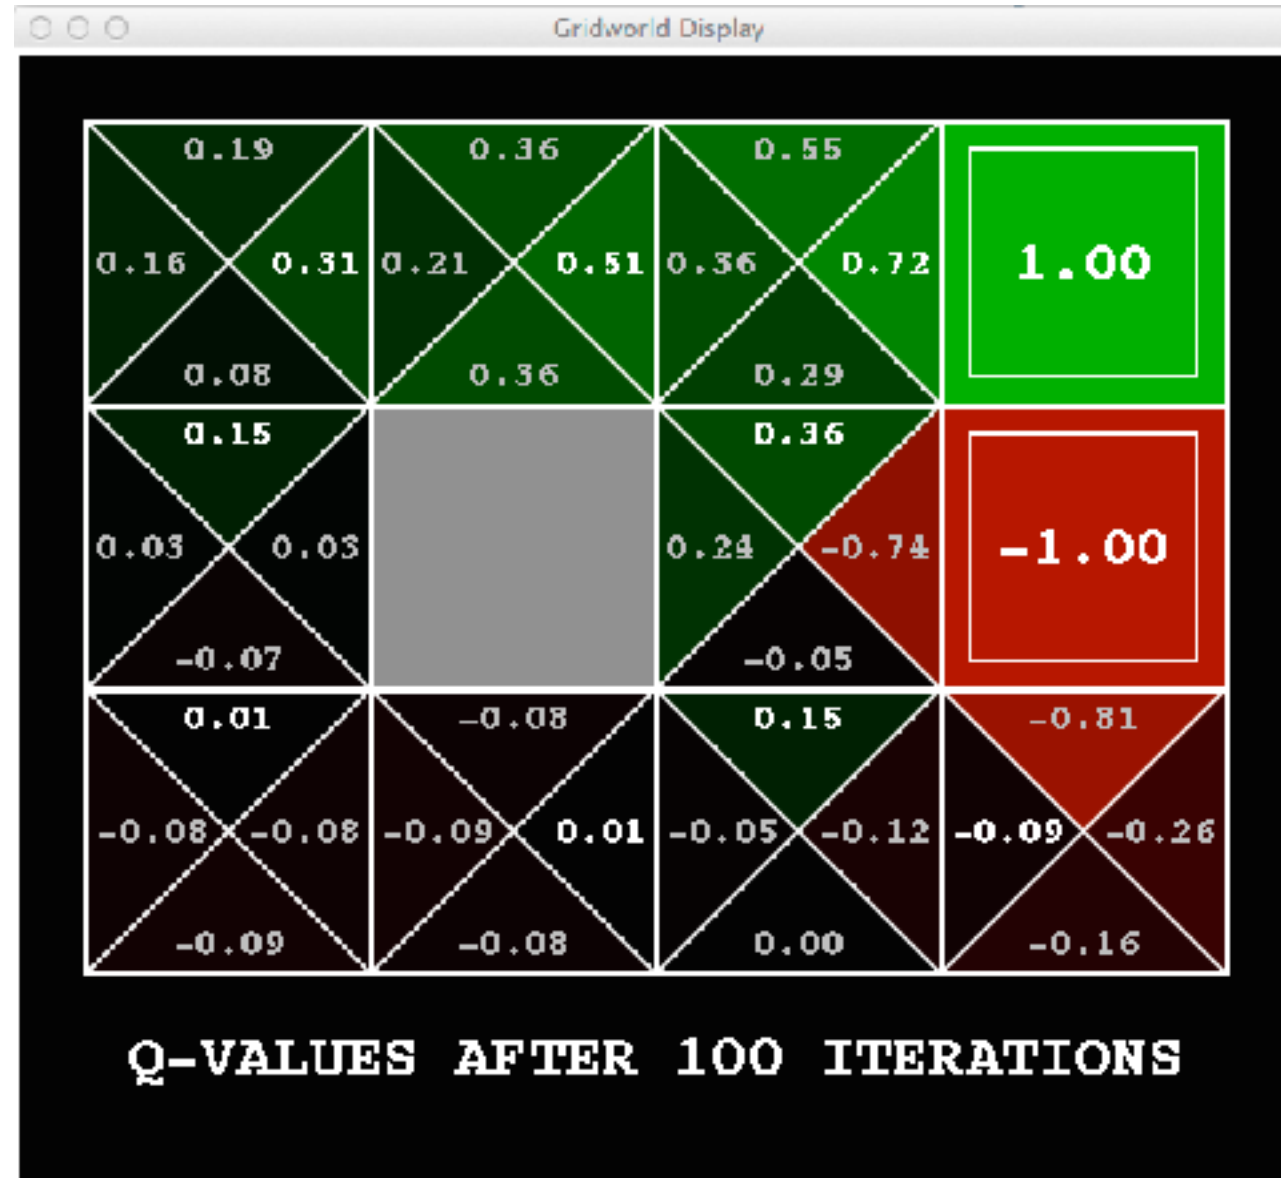 Gridworld Display
0.19 0.36 0.55
0.16 0.31 0.21 0.51 0.36 0.72 1.00
0.08 0.36 0.29
0.15 0.36
0.03 0.03 0.24 -0.74 -1.00
-0.07 -0.05
0.01 -0.08 0.15 -0.81
-0.08 -0.08 -0.09 0.01 -0.05 -0.12 -0.09 -0.26
-0.09 -0.08 0.00 -0.16
Q-VALUES AFTER 100 ITERATIONS